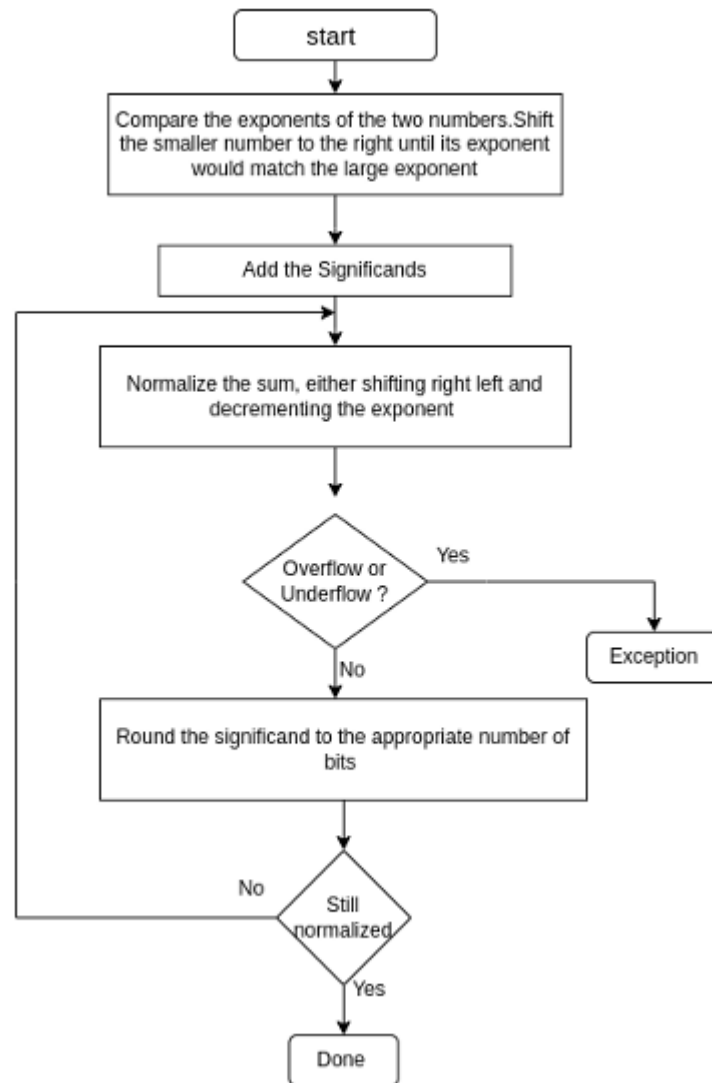 start
Compare the exponents of the two numbers.Shift
the smaller number to the right until its exponent
would match the large exponent
Add the Significands
Normalize the sum, either shifting right left and
decrementing the exponent
Overflow or
Underflow ?
Yes
Exception
No
Round the significand to the appropriate number of
bits
No
Still
normalized
Yes
Done